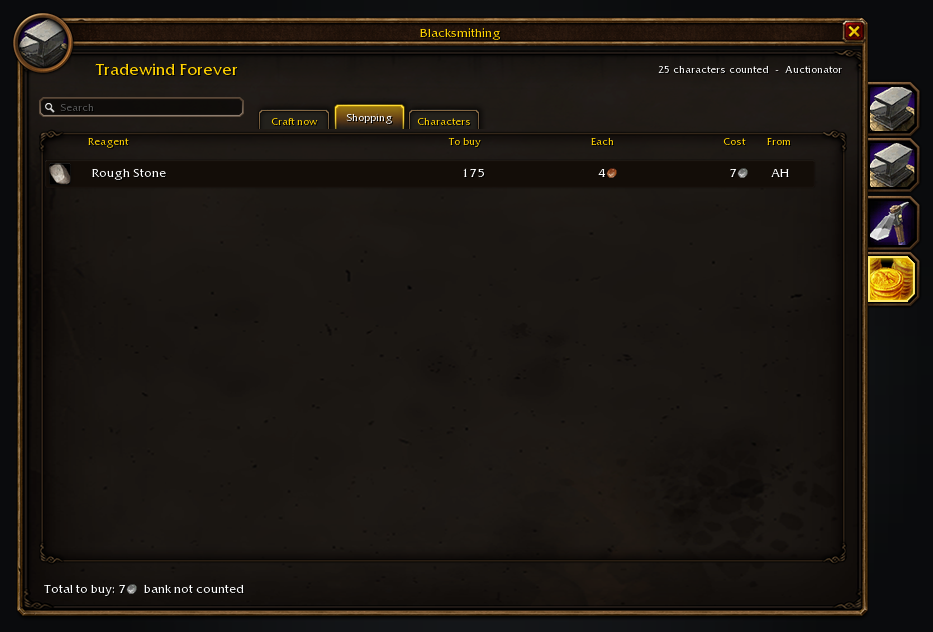 Blacksmithing
Tradewind Forever
25 characters counted - Auctionator
Search
Craft now Shopping Characters
Reagent To buy Each Cost From
Rough Stone 175 4 7 AH
Total to buy: 7 bank not counted